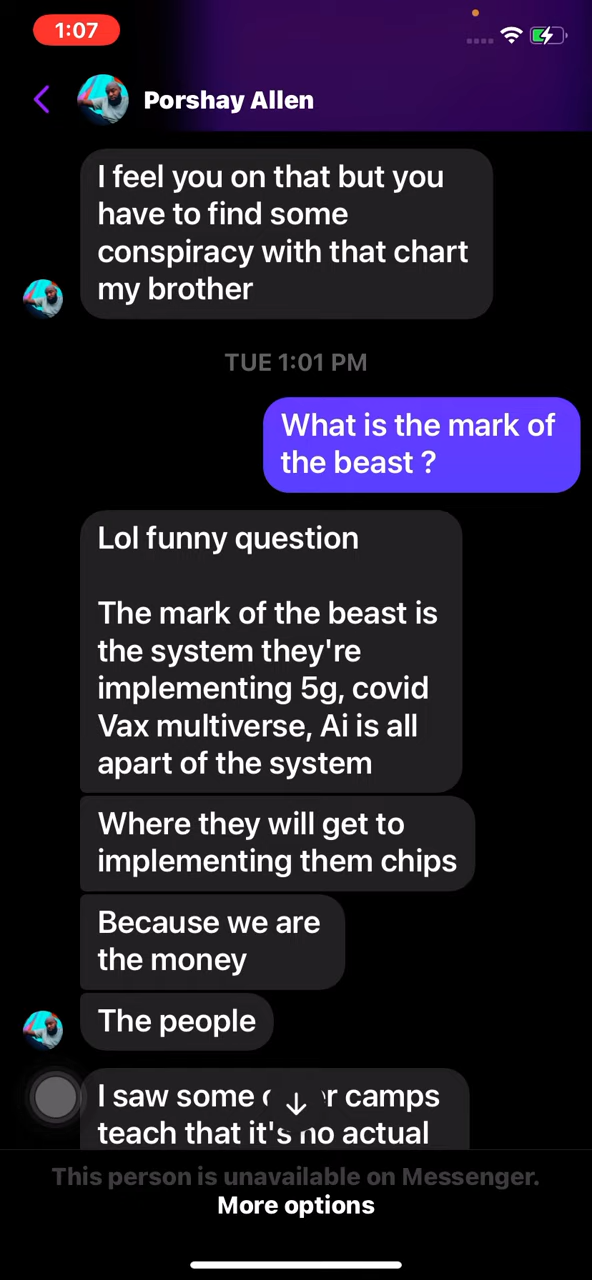 1:07
Porshay Allen
I feel you on that but you
have to find some
conspiracy with that chart
my brother
TUE 1:01 PM
What is the mark of
the beast ?
Lol funny question
The mark of the beast is
the system they're
implementing 5g, covid
Vax multiverse, Ai is all
apart of the system
Where they will get to
implementing them chips
Because we are
the money
The people
I saw some camps
teach that it's no actual
This person is unavailable on Messenger.
More options